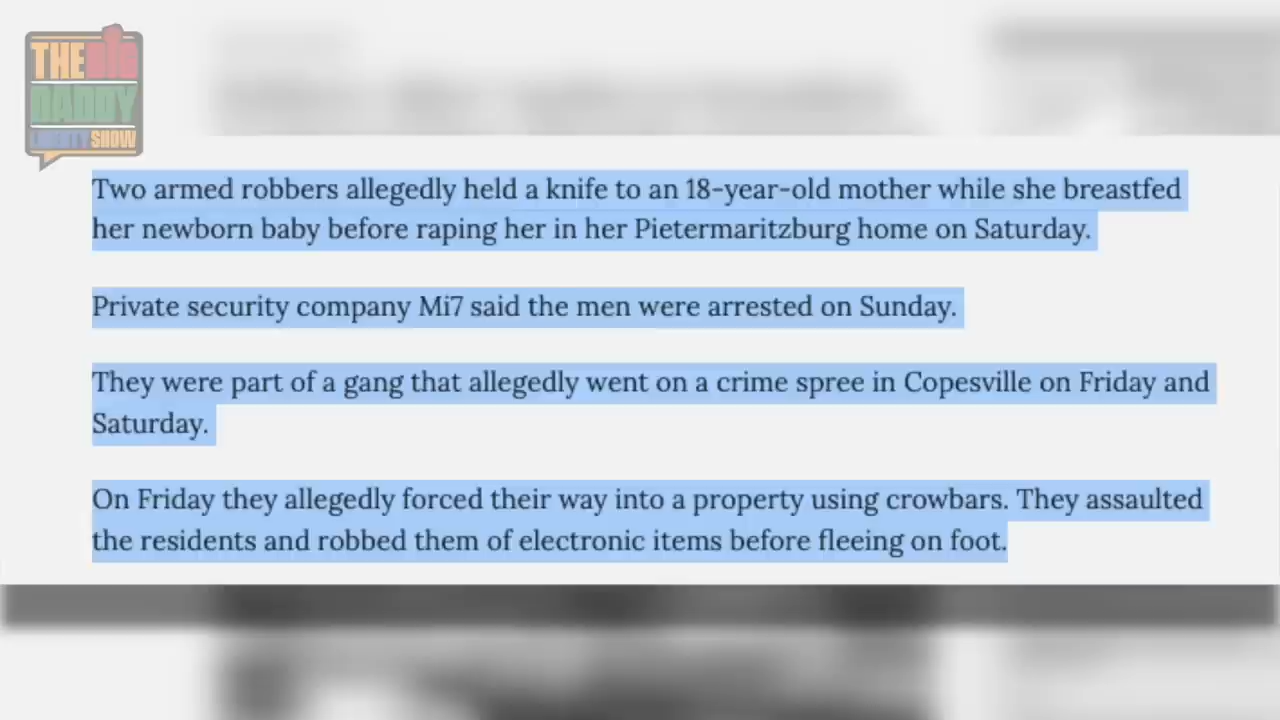 THE BIG
DADDY
LIBERTY SHOW
Two armed robbers allegedly held a knife to an 18-year-old mother while she breastfed
her newborn baby before raping her in her Pietermaritzburg home on Saturday.
Private security company Mi7 said the men were arrested on Sunday.
They were part of a gang that allegedly went on a crime spree in Copesville on Friday and
Saturday.
On Friday they allegedly forced their way into a property using crowbars. They assaulted
the residents and robbed them of electronic items before fleeing on foot.